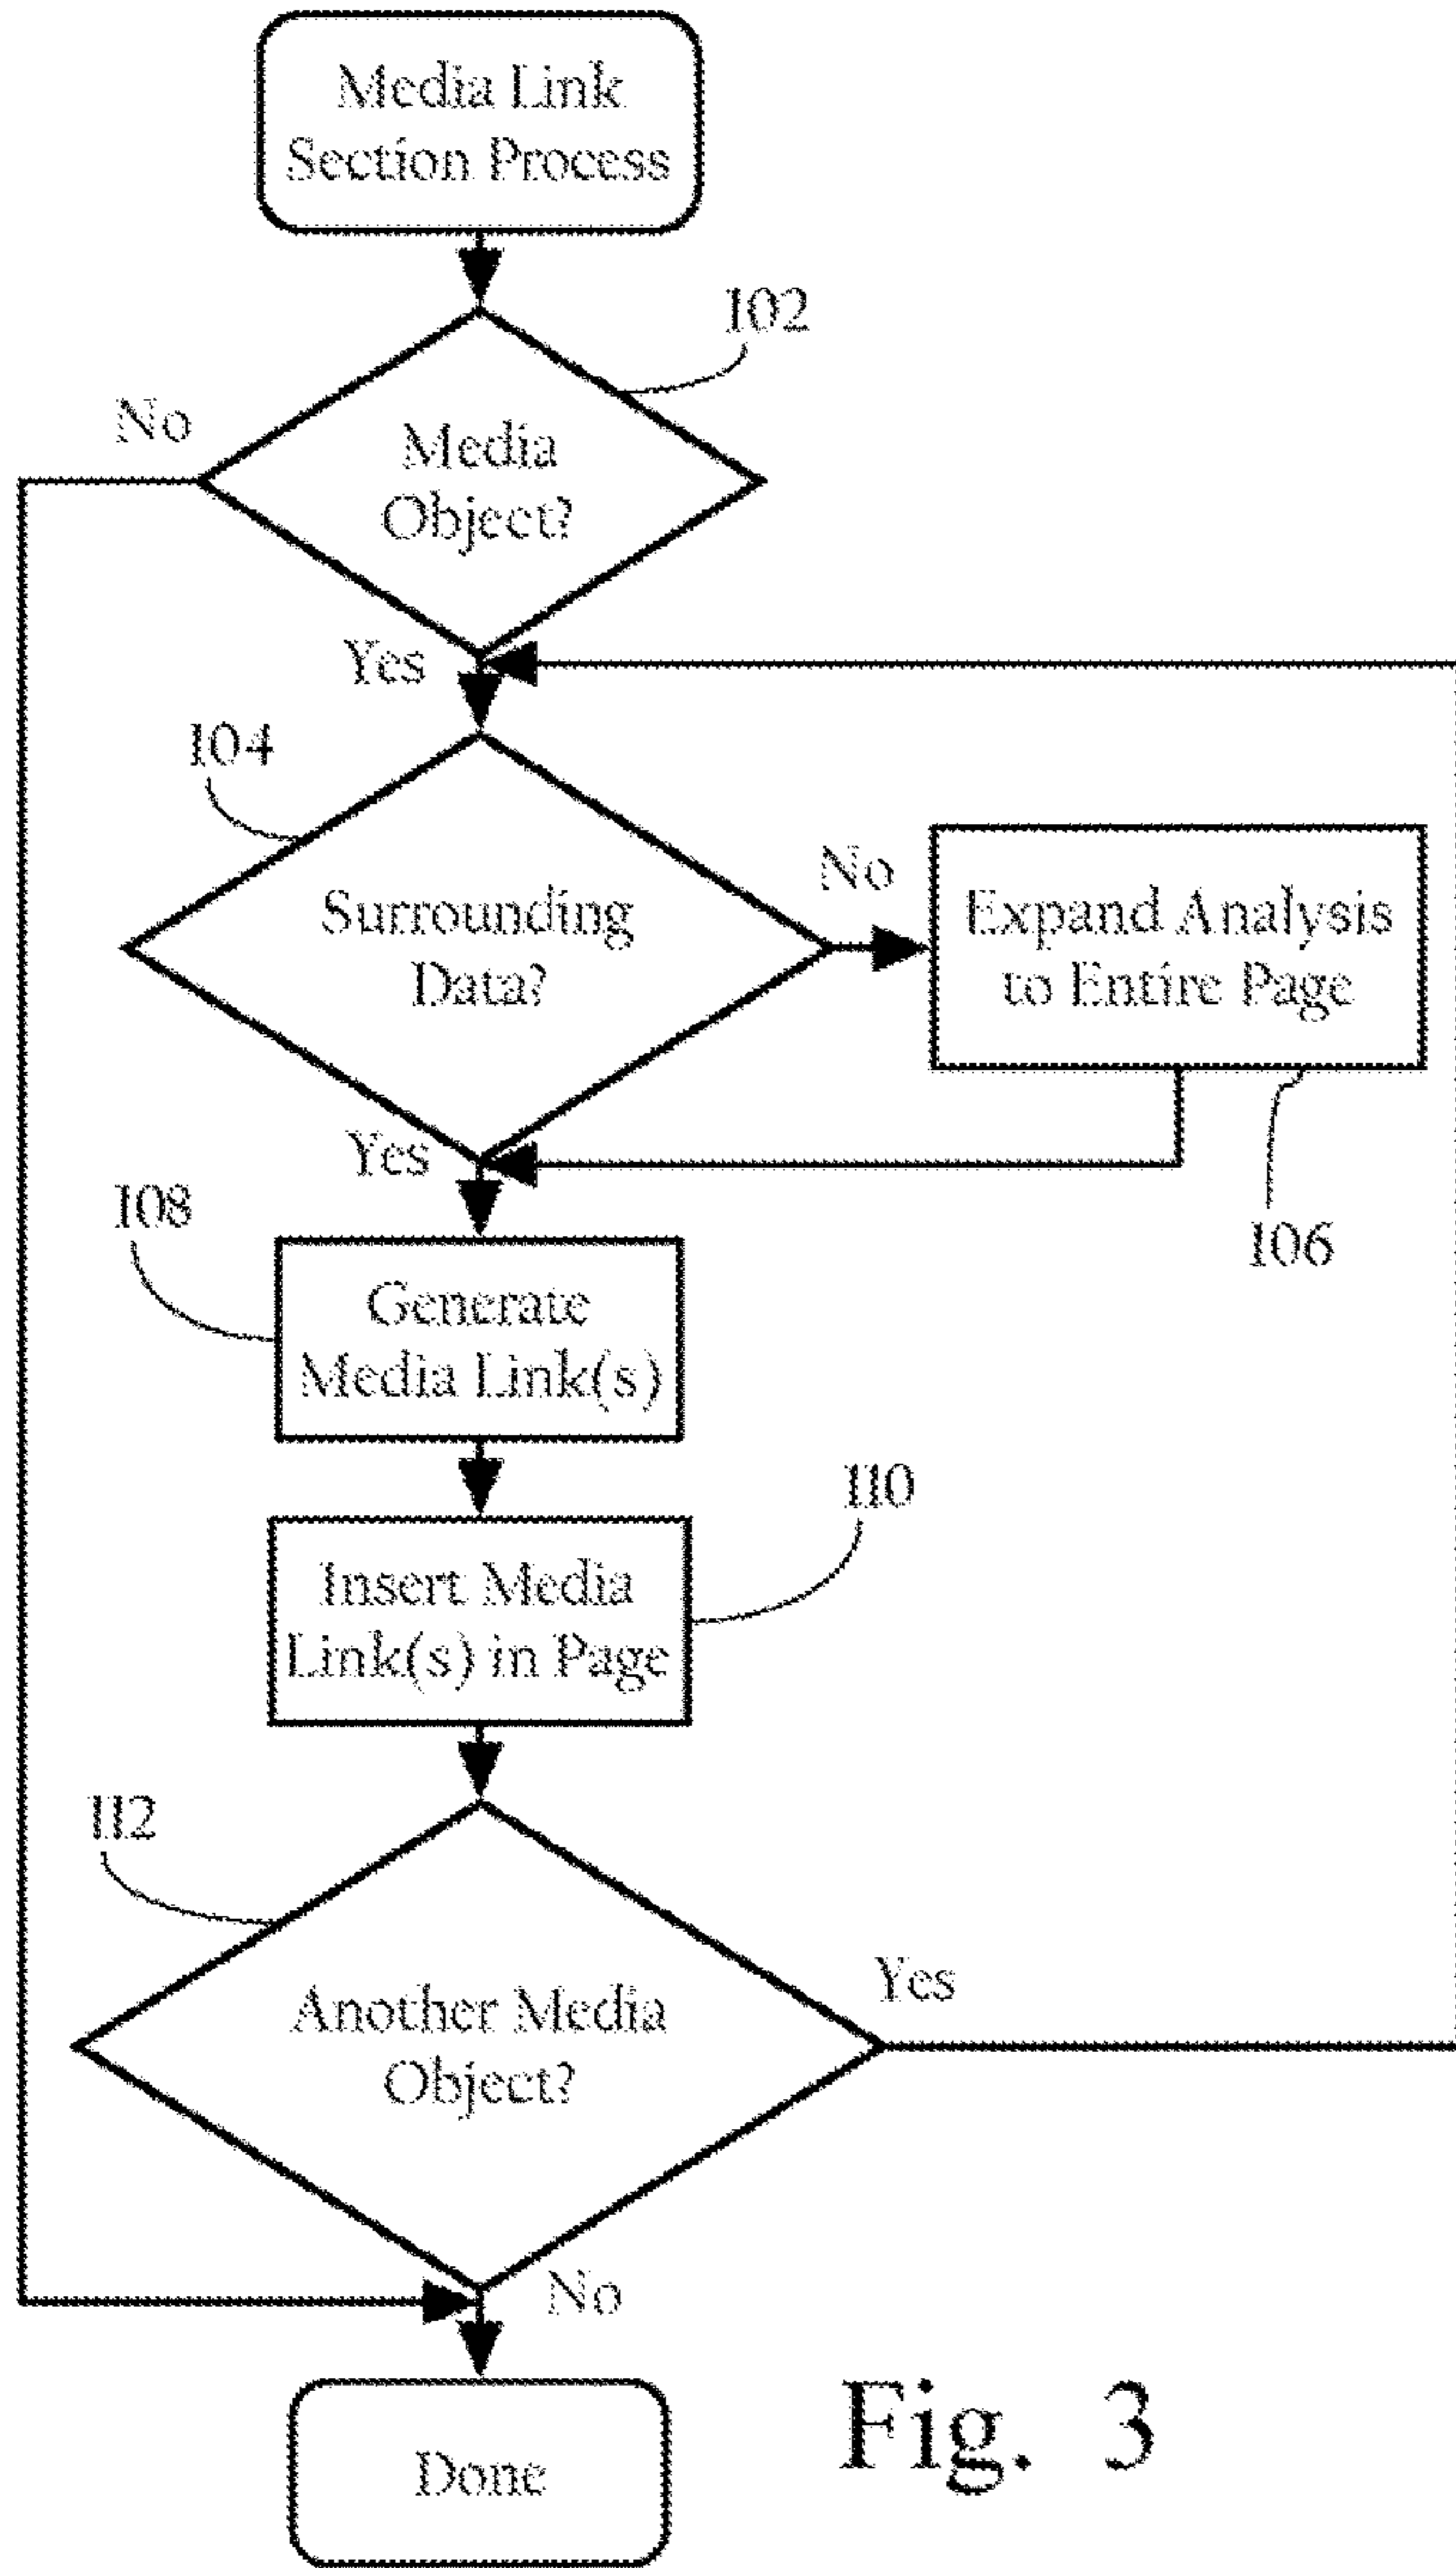 Media Link
Section Process
102
No
Media
Object?
Yes
104
Surrounding
Data?
No
Expand Analysis
to Entire Page
Yes
106
108
Generate
Media Link(s)
110
Insert Media
Link(s) in Page
112
Another Media
Object?
Yes
No
Done
Fig. 3